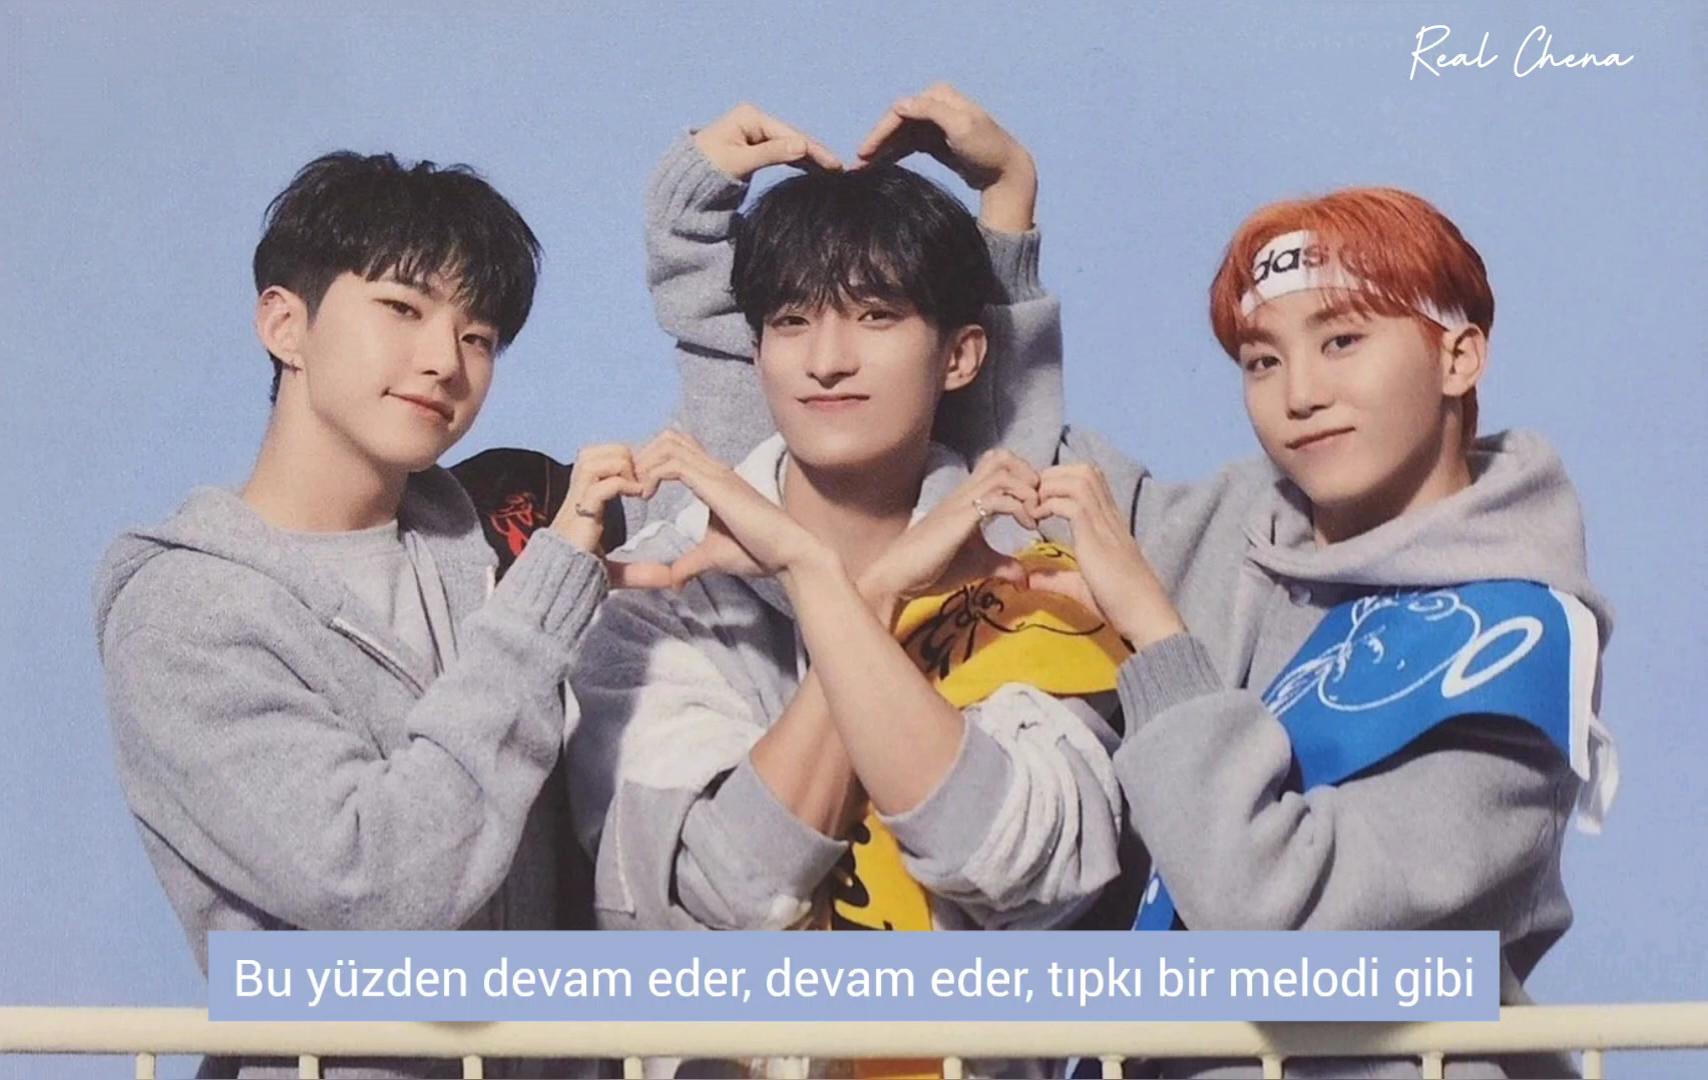 Real Chena
das
Bu yüzden devam eder, devam eder, tıpkı bir melodi gibi